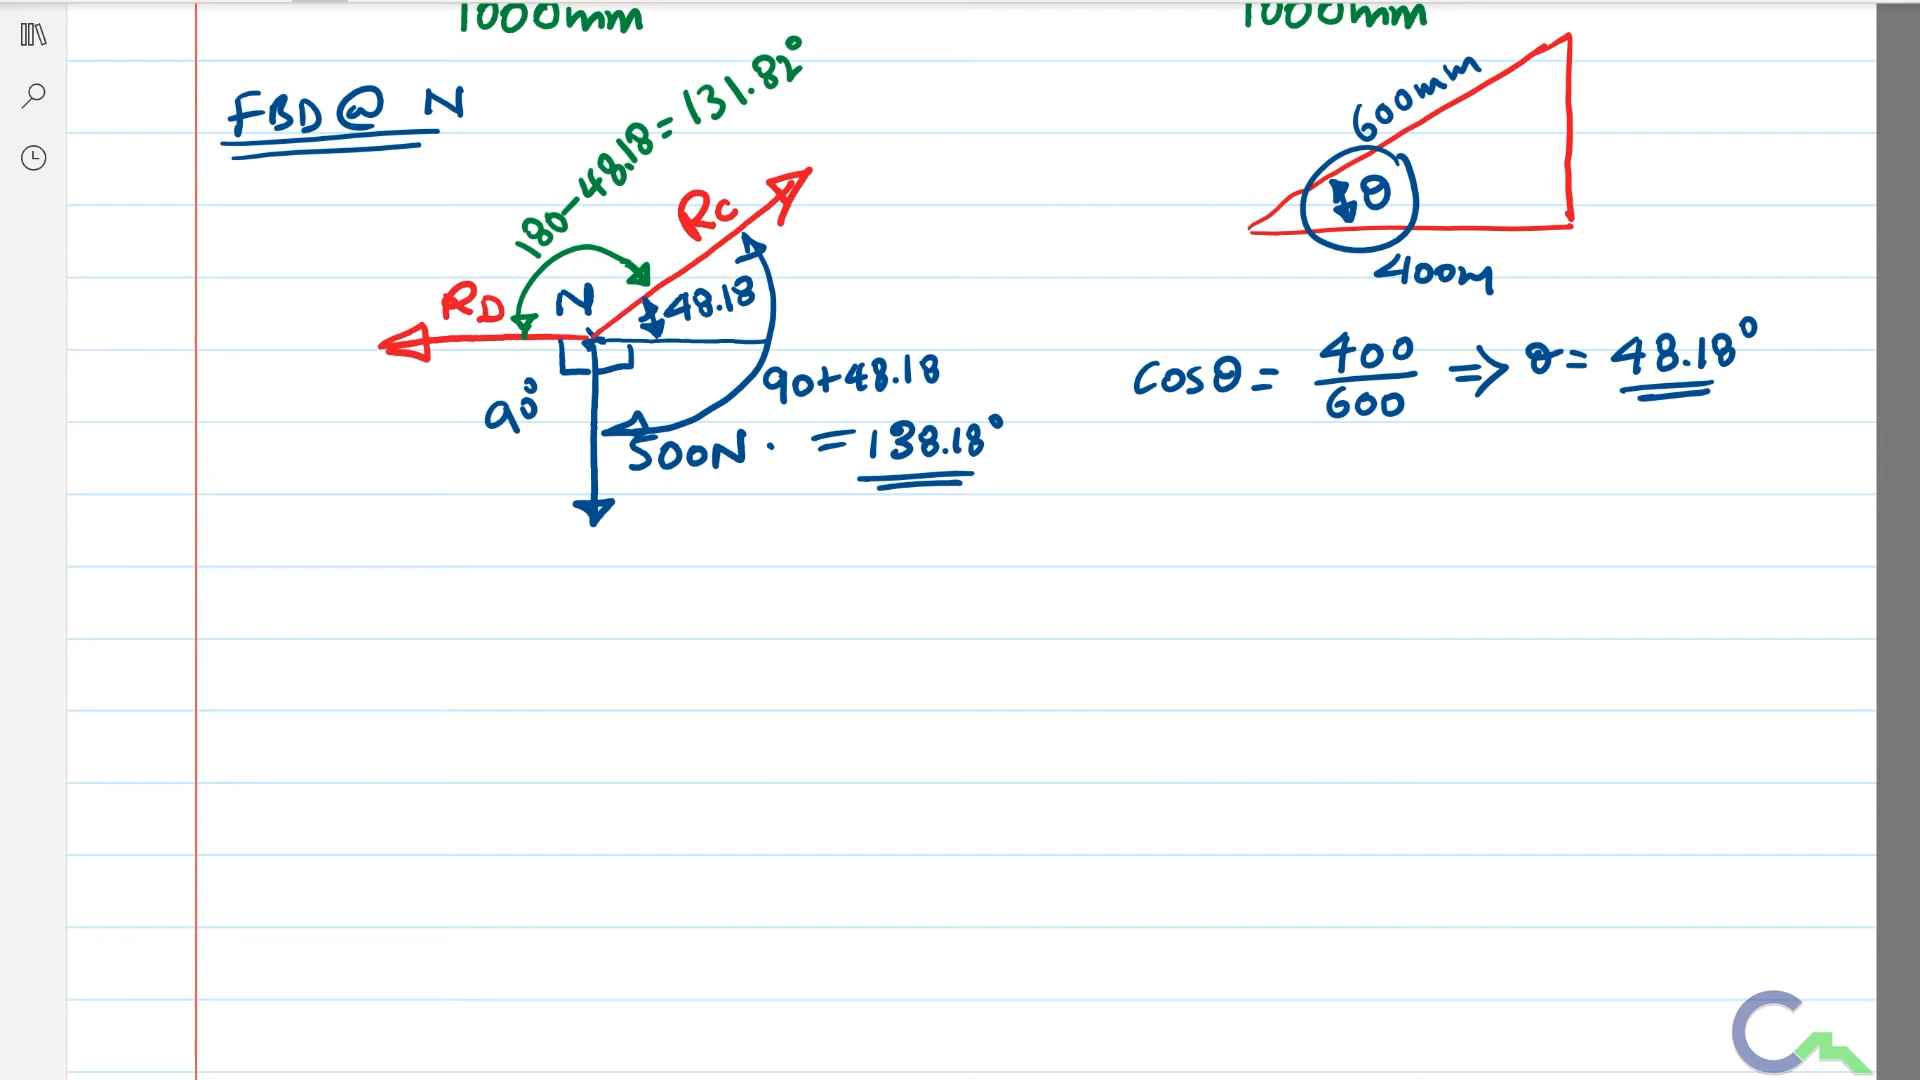 1000mm
1000mm
FBD@ N
180-48.18=131.82°
600mm
θ
400m
Rc
RD
N
48.18
cosθ = 400/600 => θ = 48.18°
90+48.18
90°
500N. = 138.18°